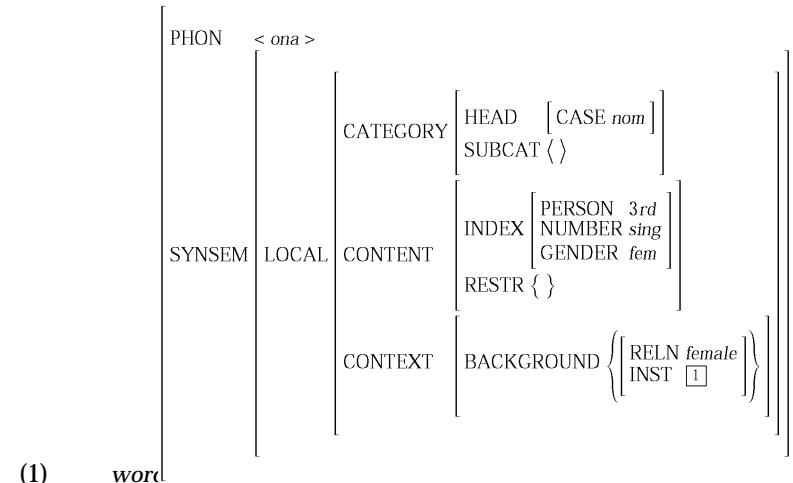 PHON < ona >
CATEGORY HEAD CASE nom
SUBCAT ⟨ ⟩
SYNSEM LOCAL CONTENT INDEX PERSON 3rd
NUMBER sing
GENDER fem
RESTR { }
CONTEXT BACKGROUND { RELN female
INST 1 }
(1) word